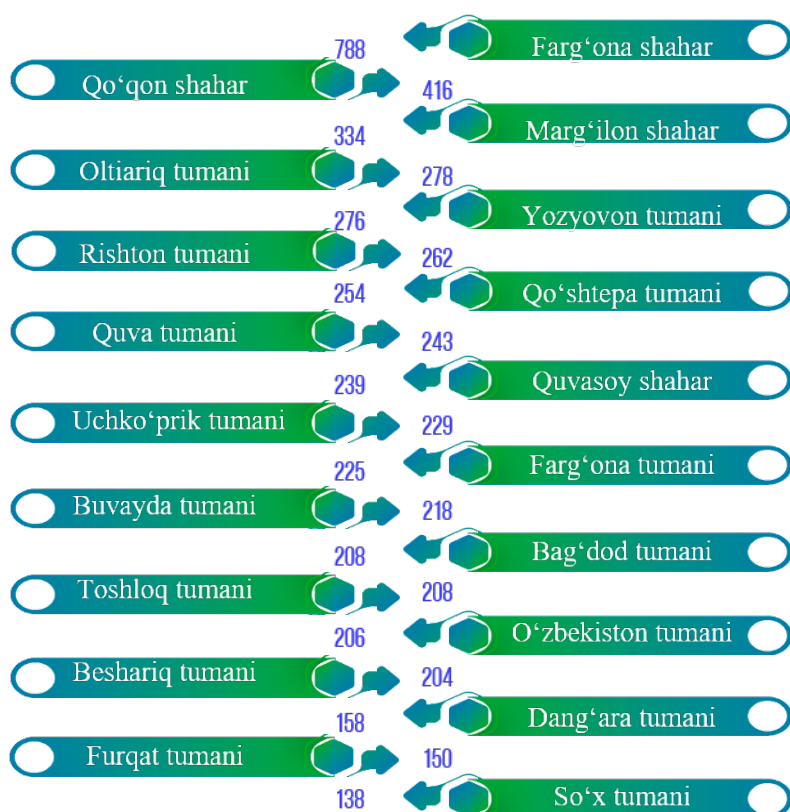 788
Farg‘ona shahar
Qo‘qon shahar
416
Marg‘ilon shahar
334
Oltiariq tumani
278
Yozyovon tumani
276
Rishton tumani
262
Qo‘shtepa tumani
254
Quva tumani
243
Quvasoy shahar
239
Uchko‘prik tumani
229
Farg‘ona tumani
225
Buvayda tumani
218
Bag‘dod tumani
208
Toshloq tumani
208
O‘zbekiston tumani
206
Beshariq tumani
204
Dang‘ara tumani
158
Furqat tumani
150
So‘x tumani
138